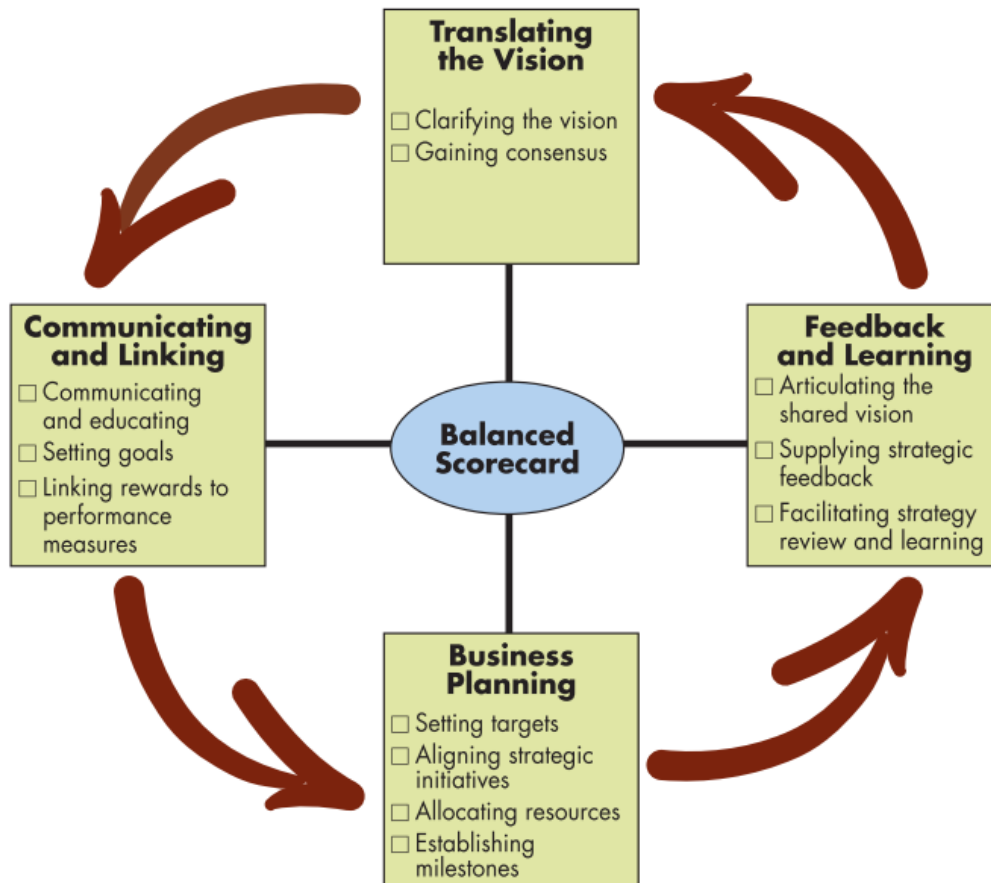 Translating
the Vision
☐ Clarifying the vision
☐ Gaining consensus
Communicating
and Linking
☐ Communicating
and educating
☐ Setting goals
☐ Linking rewards to
performance
measures
Balanced
Scorecard
Feedback
and Learning
☐ Articulating the
shared vision
☐ Supplying strategic
feedback
☐ Facilitating strategy
review and learning
Business
Planning
☐ Setting targets
☐ Aligning strategic
initiatives
☐ Allocating resources
☐ Establishing
milestones